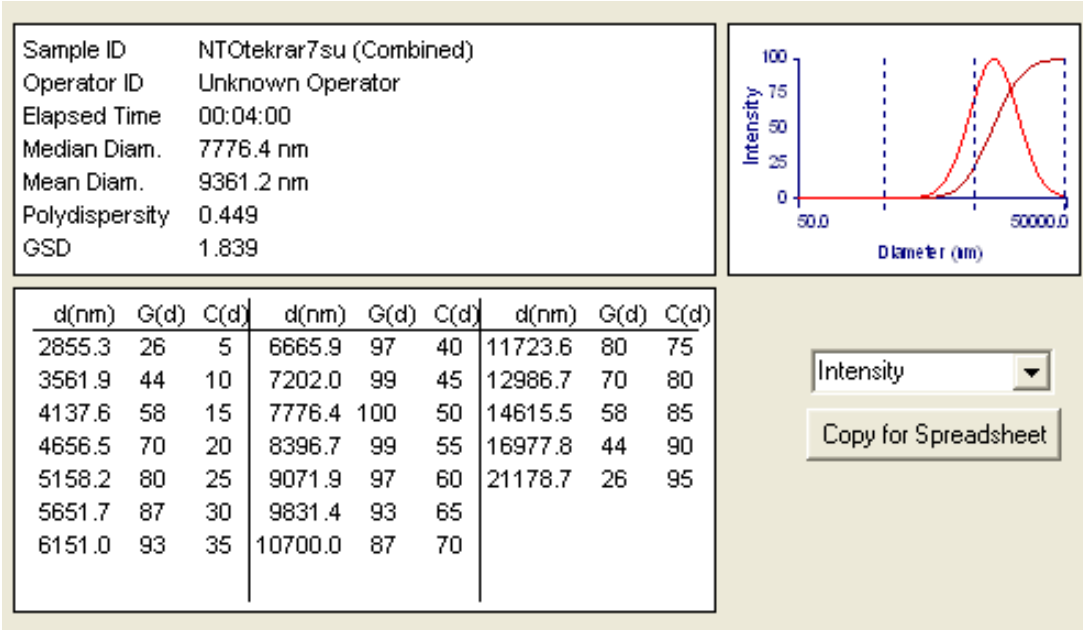 Sample ID NTOtekrar7su (Combined)
Operator ID Unknown Operator
Elapsed Time 00:04:00
Median Diam. 7776.4 nm
Mean Diam. 9361.2 nm
Polydispersity 0.449
GSD 1.839
100
75
50
25
0
Intensity
50.0 50000.0
Diameter (nm)
d(nm) G(d) C(d) d(nm) G(d) C(d) d(nm) G(d) C(d)
2855.3 26 5 6665.9 97 40 11723.6 80 75
3561.9 44 10 7202.0 99 45 12986.7 70 80
4137.6 58 15 7776.4 100 50 14615.5 58 85
4656.5 70 20 8396.7 99 55 16977.8 44 90
5158.2 80 25 9071.9 97 60 21178.7 26 95
5651.7 87 30 9831.4 93 65
6151.0 93 35 10700.0 87 70
Intensity
Copy for Spreadsheet